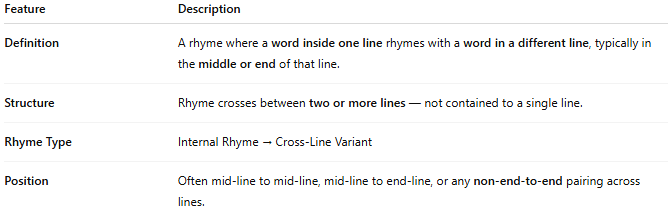 Feature Description
Definition A rhyme where a word inside one line rhymes with a word in a different line, typically in
the middle or end of that line.
Structure Rhyme crosses between two or more lines — not contained to a single line.
Rhyme Type Internal Rhyme → Cross-Line Variant
Position Often mid-line to mid-line, mid-line to end-line, or any non-end-to-end pairing across
lines.